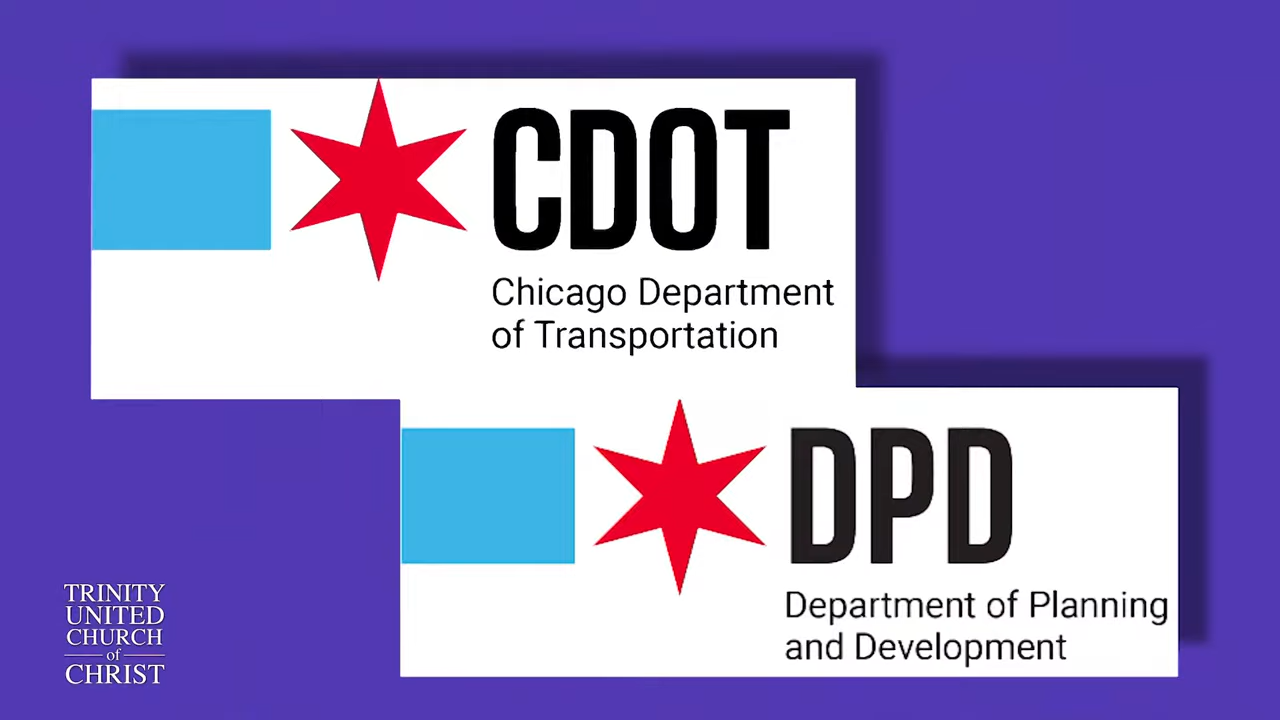 CDOT
Chicago Department
of Transportation
DPD
Department of Planning
and Development
TRINITY
UNITED
CHURCH
of
CHRIST